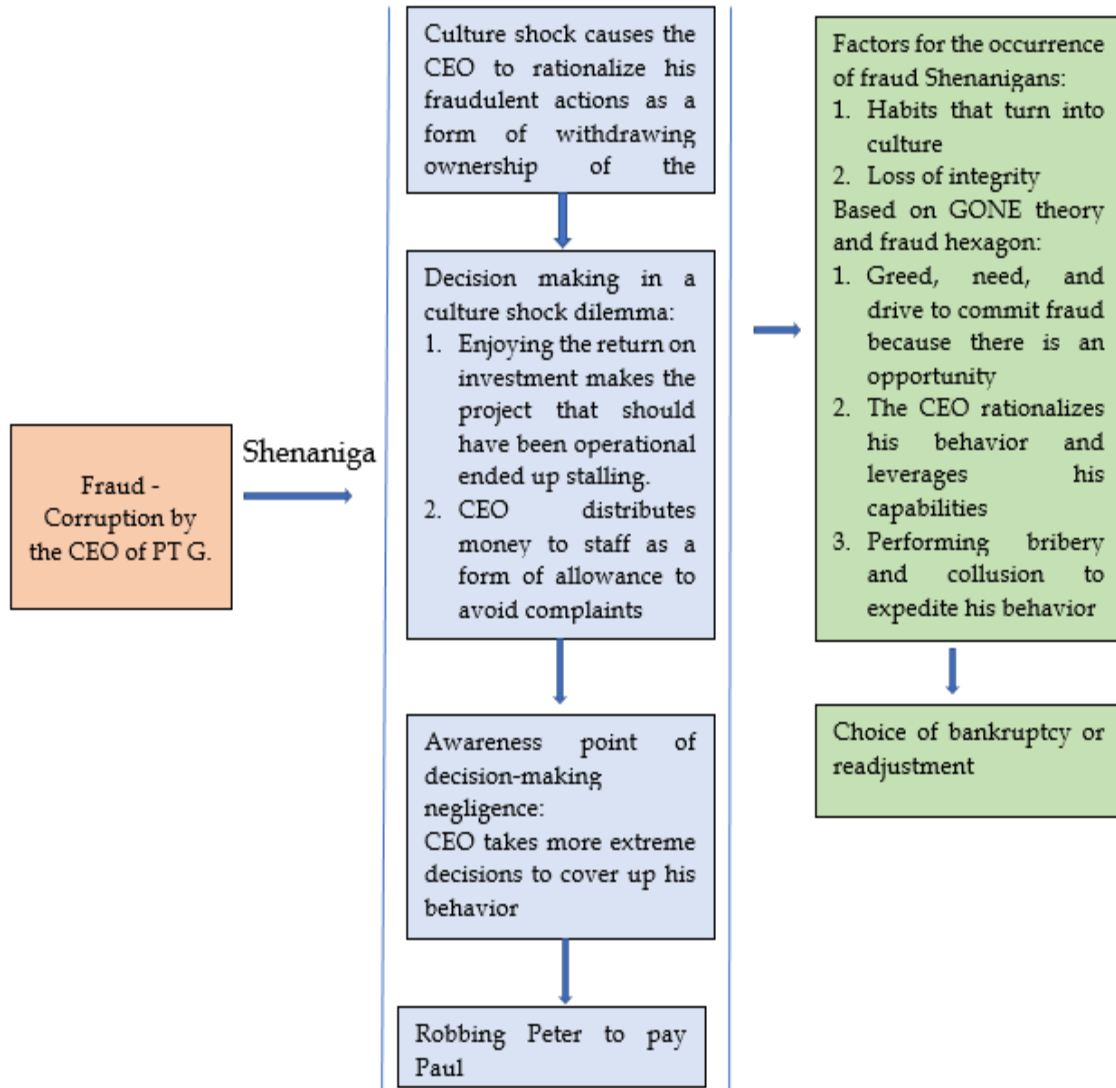 Fraud -
Corruption by
the CEO of PT G.
Shenaniga
Culture shock causes the
CEO to rationalize his
fraudulent actions as a
form of withdrawing
ownership of the
Decision making in a
culture shock dilemma:
1. Enjoying the return on
investment makes the
project that should
have been operational
ended up stalling.
2. CEO distributes
money to staff as a
form of allowance to
avoid complaints
Awareness point of
decision-making
negligence:
CEO takes more extreme
decisions to cover up his
behavior
Robbing Peter to pay
Paul
Factors for the occurrence
of fraud Shenanigans:
1. Habits that turn into
culture
2. Loss of integrity
Based on GONE theory
and fraud hexagon:
1. Greed, need, and
drive to commit fraud
because there is an
opportunity
2. The CEO rationalizes
his behavior and
leverages his
capabilities
3. Performing bribery
and collusion to
expedite his behavior
Choice of bankruptcy or
readjustment